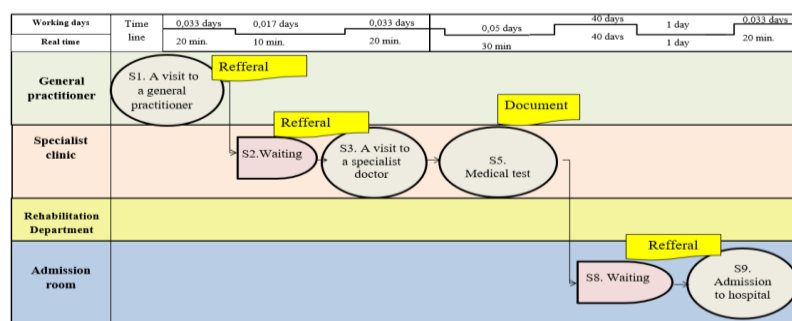 Working days
Time
line
0,033 days
0,017 days
0,033 days
0,05 days
40 days
1 day
0,033 days
Real time
20 min.
10 min.
20 min.
30 min
40 days
1 day
20 min.
General
practitioner
S1. A visit to
a general
practitioner
Refferal
Document
Specialist
clinic
Refferal
S2.Waiting
S3. A visit to
a specialist
doctor
S5.
Medical test
Rehabilitation
Department
Admission
room
Refferal
S8. Waiting
S9.
Admission
to hospital